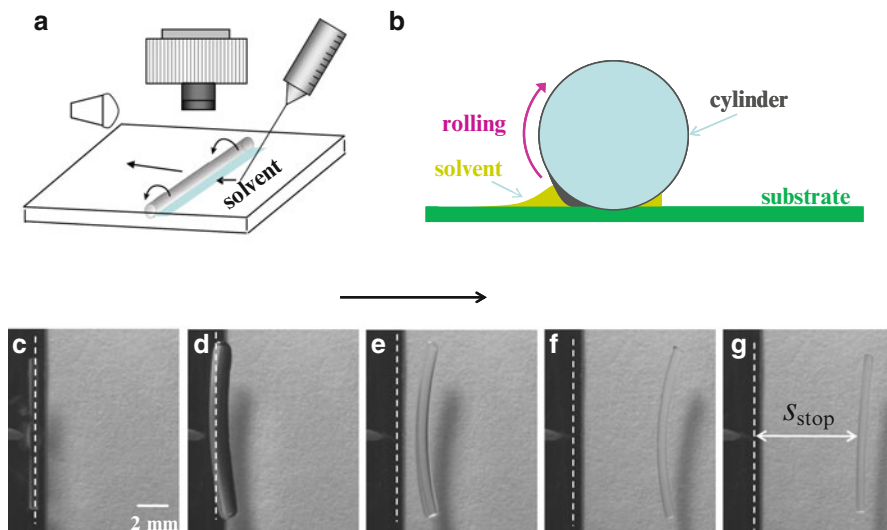 a
solvent
b
rolling
cylinder
solvent
substrate
c
2 mm
d
e
f
g
s_stop